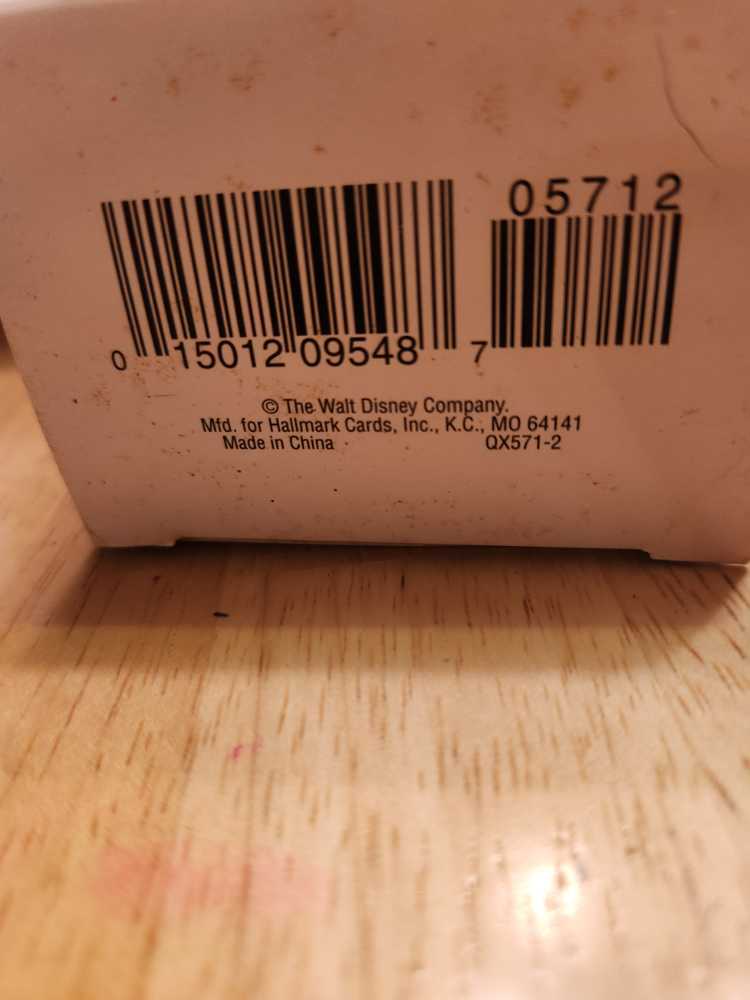 05712
0 15012 09548 7
© The Walt Disney Company.
Mfd. for Hallmark Cards, Inc., K.C., MO 64141
Made in China QX571-2